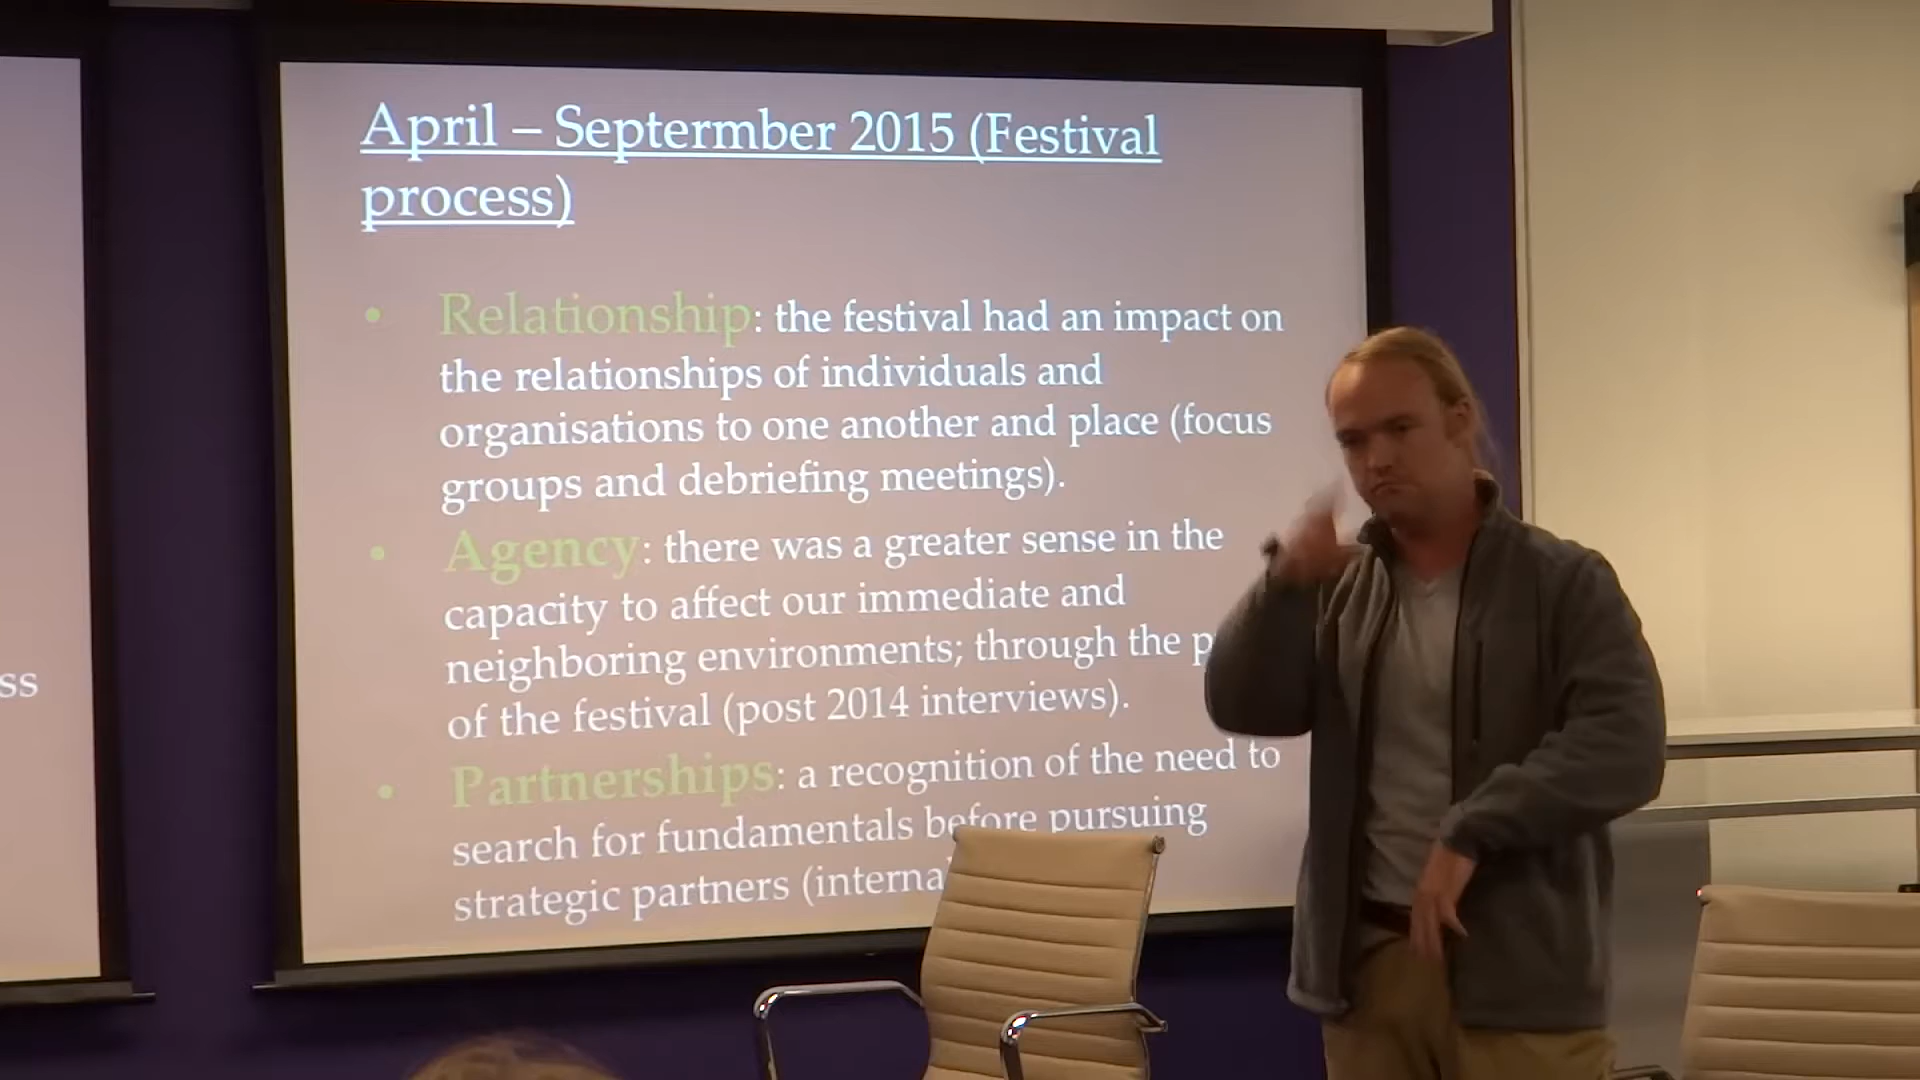 April – Septermber 2015 (Festival
process)
• Relationship: the festival had an impact on
the relationships of individuals and
organisations to one another and place (focus
groups and debriefing meetings).
• Agency: there was a greater sense in the
capacity to affect our immediate and
neighboring environments; through the
of the festival (post 2014 interviews).
• Partnerships: a recognition of the need to
search for fundamentals before pursuing
strategic partners